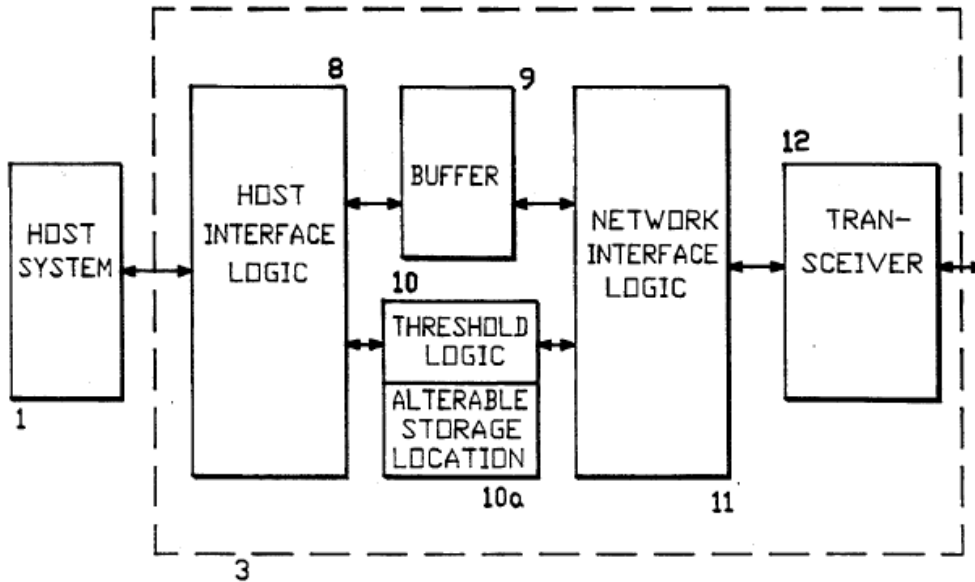 8
9
12
HOST
SYSTEM
1
HOST
INTERFACE
LOGIC
BUFFER
10
THRESHOLD
LOGIC
ALTERABLE
STORAGE
LOCATION
10a
NETWORK
INTERFACE
LOGIC
11
TRAN-
SCEIVER
3